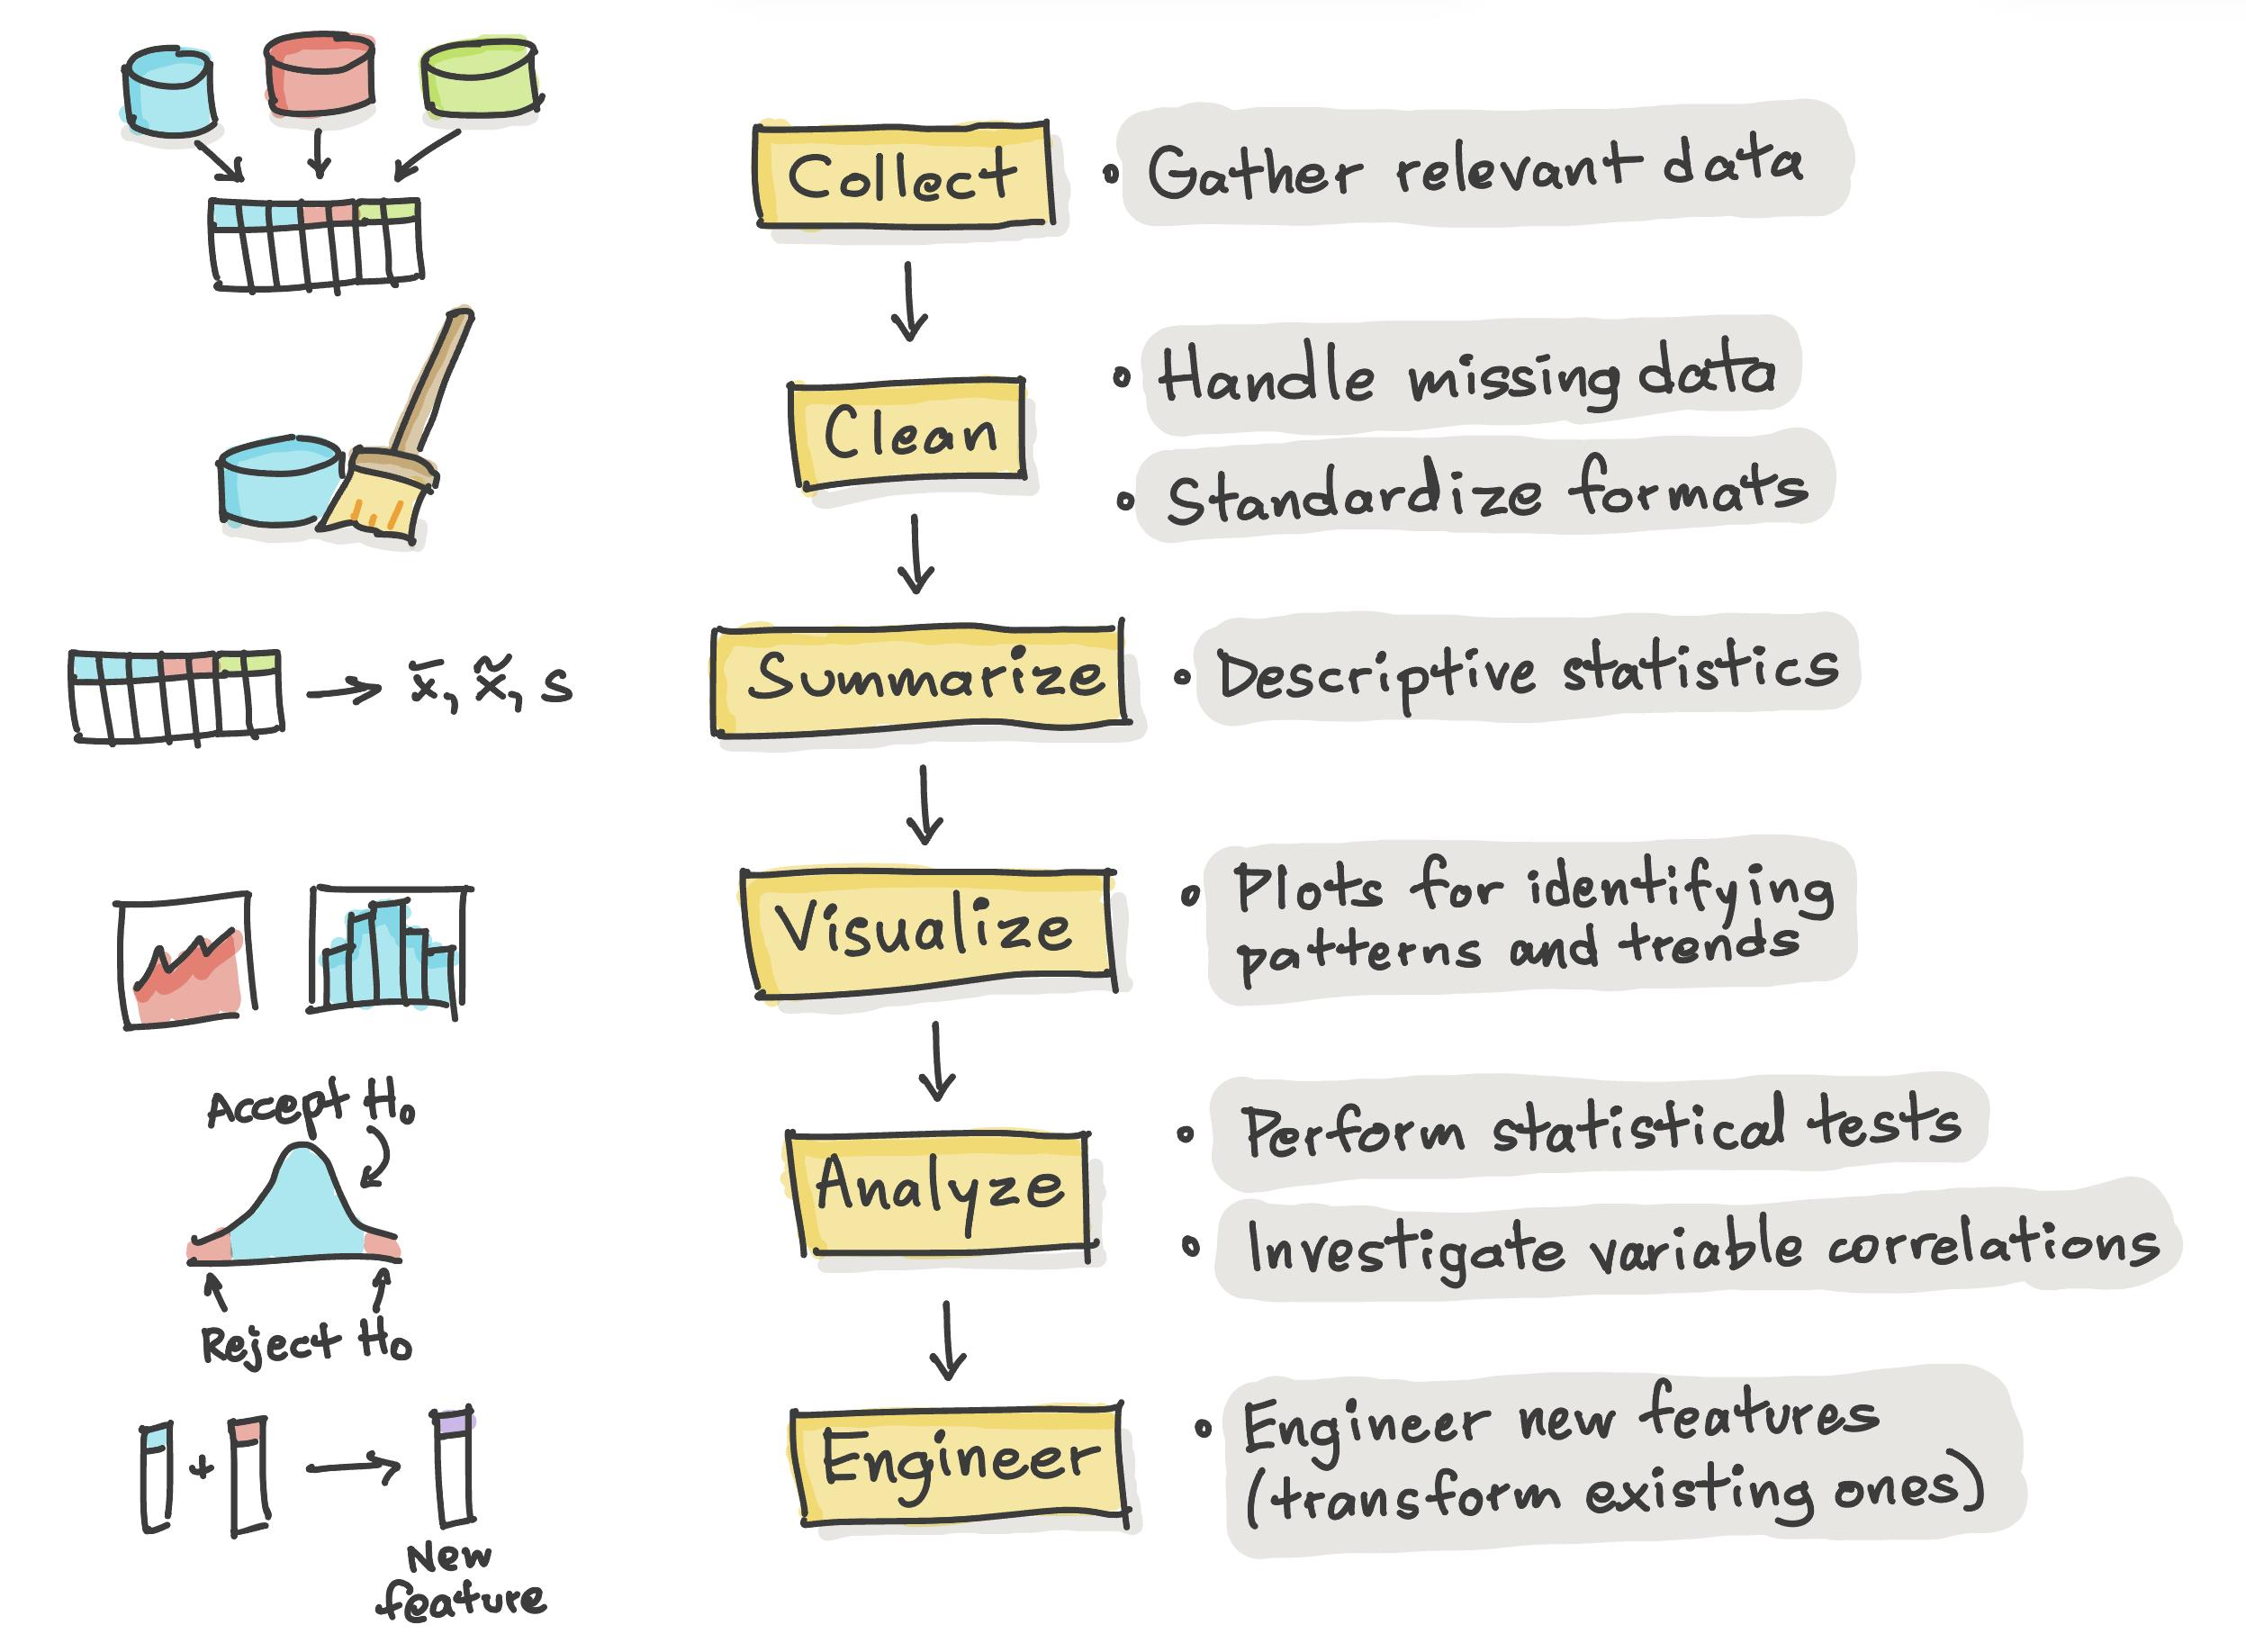 Collect
• Gather relevant data
Clean
• Handle missing data
• Standardize formats
x̄, x̃, s
Summarize
• Descriptive statistics
Visualize
• Plots for identifying
patterns and trends
Accept H₀
Reject H₀
Analyze
• Perform statistical tests
• Investigate variable correlations
+
New
feature
Engineer
• Engineer new features
(transform existing ones)